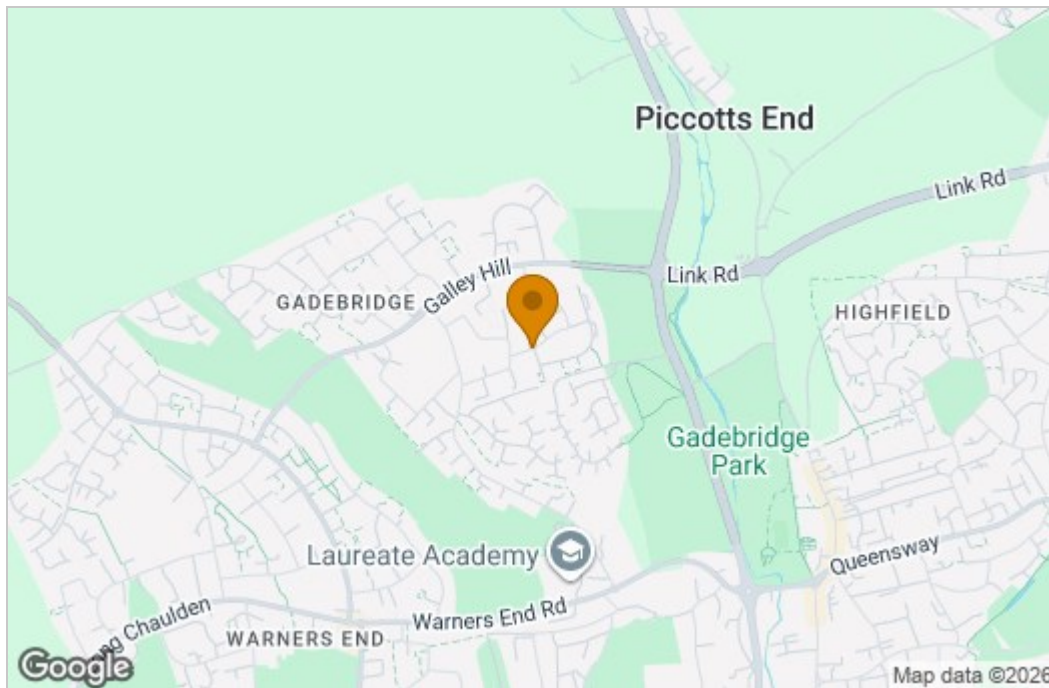 Piccotts End
Link Rd
Galley Hill
Link Rd
GADEBRIDGE
HIGHFIELD
Gadebridge
Park
Laureate Academy
Queensway
Chaulden
Warners End Rd
WARNERS END
Google
Map data ©2026